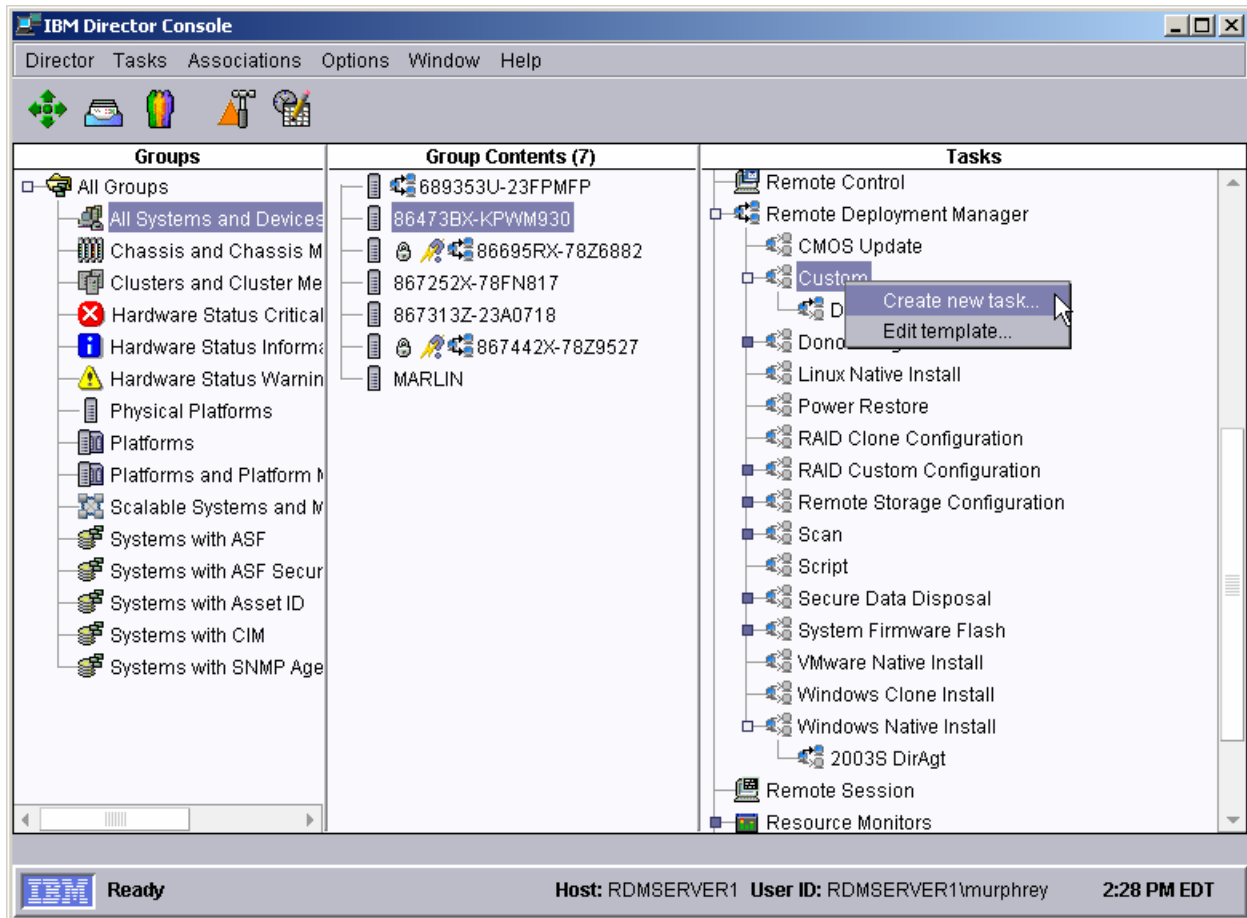 IBM Director Console
Director Tasks Associations Options Window Help
Groups
All Groups
All Systems and Devices
Chassis and Chassis M
Clusters and Cluster Me
Hardware Status Critical
Hardware Status Informa
Hardware Status Warnin
Physical Platforms
Platforms
Platforms and Platform M
Scalable Systems and M
Systems with ASF
Systems with ASF Secur
Systems with Asset ID
Systems with CIM
Systems with SNMP Age
Group Contents (7)
689353U-23FPMFP
86473BX-KPWM930
86695RX-78Z6882
867252X-78FN817
867313Z-23A0718
867442X-78Z9527
MARLIN
Tasks
Remote Control
Remote Deployment Manager
CMOS Update
Custom
Create new task...
D
Edit template...
Dono
Linux Native Install
Power Restore
RAID Clone Configuration
RAID Custom Configuration
Remote Storage Configuration
Scan
Script
Secure Data Disposal
System Firmware Flash
VMware Native Install
Windows Clone Install
Windows Native Install
2003S DirAgt
Remote Session
Resource Monitors
IBM Ready Host: RDMSERVER1 User ID: RDMSERVER1\murphrey 2:28 PM EDT